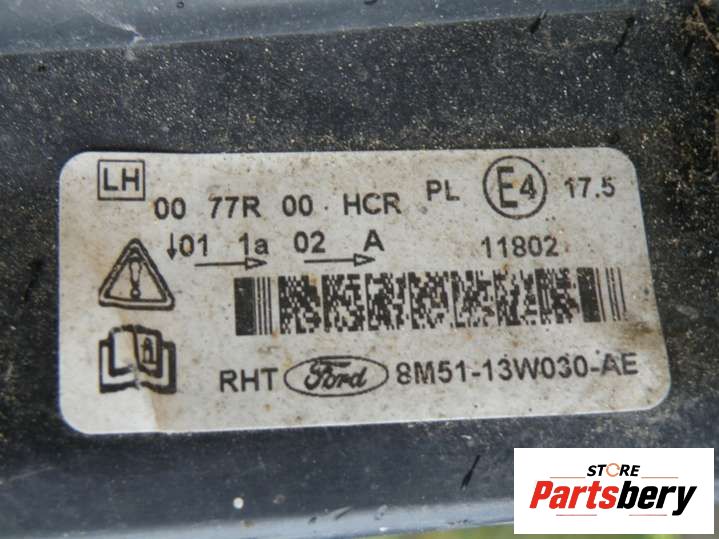 LH
00 77R 00 HCR PL E4 17.5
↓01 1a 02 A 11802
RHT Ford 8M51-13W030-AE
STORE
Partsbery